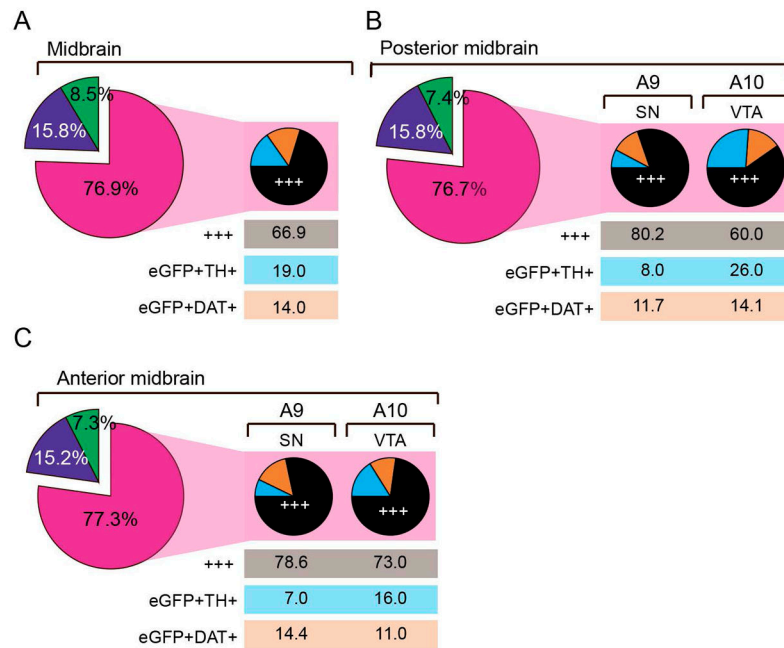 A
Midbrain
8.5%
15.8%
76.9%
+++
+++ 66.9
eGFP+TH+ 19.0
eGFP+DAT+ 14.0
B
Posterior midbrain
A9 A10
SN VTA
7.4%
15.8%
76.7%
+++ +++
+++ 80.2 60.0
eGFP+TH+ 8.0 26.0
eGFP+DAT+ 11.7 14.1
C
Anterior midbrain
A9 A10
SN VTA
7.3%
15.2%
77.3%
+++ +++
+++ 78.6 73.0
eGFP+TH+ 7.0 16.0
eGFP+DAT+ 14.4 11.0